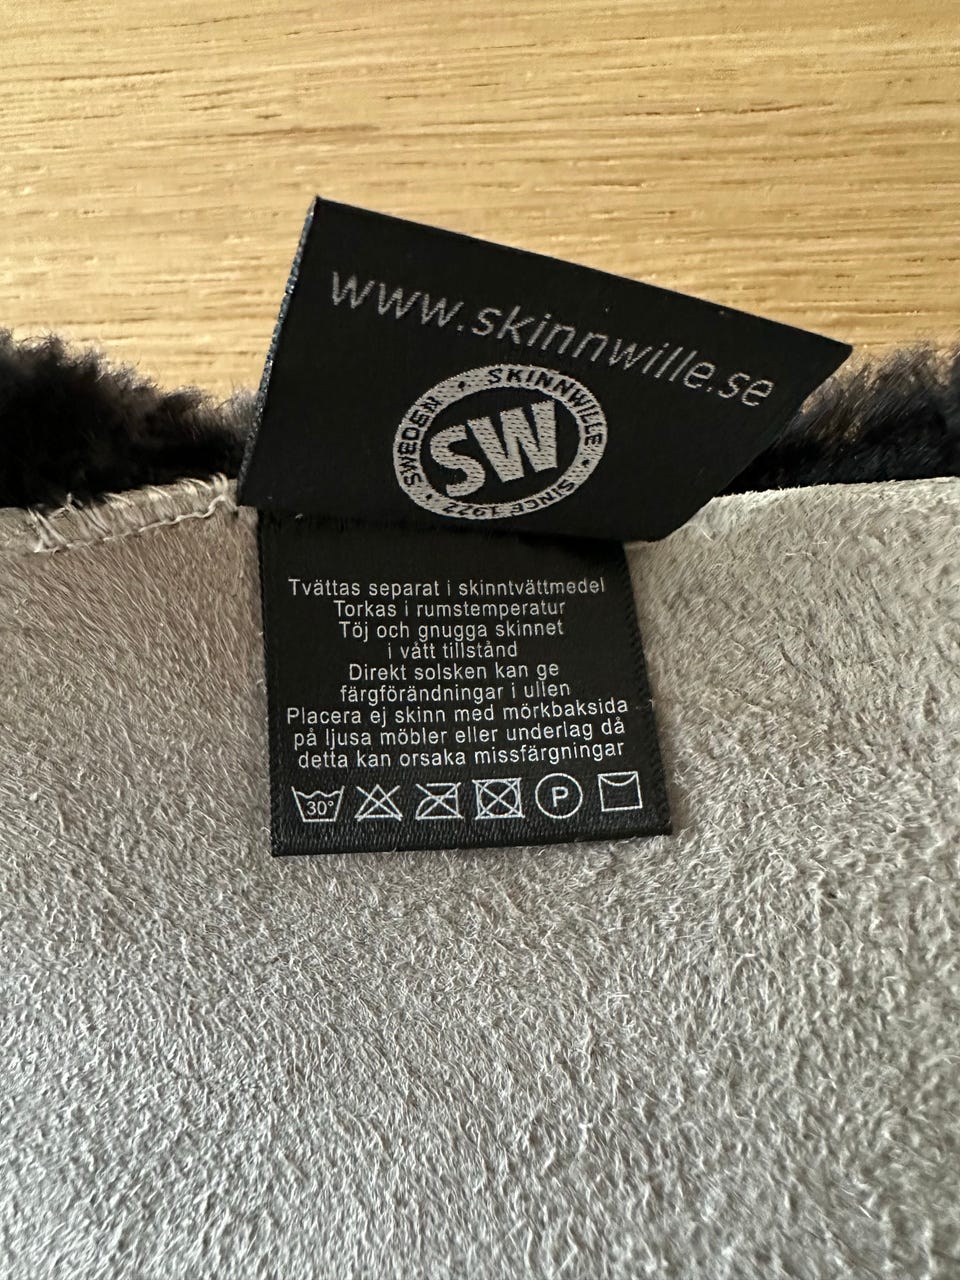 www.skinnwille.se
SWEDEN • SKINNWILLE • SINCE 1922 •
SW
Tvättas separat i skinntvättmedel
Torkas i rumstemperatur
Töj och gnugga skinnet
i vått tillstånd
Direkt solsken kan ge
färgförändningar i ullen
Placera ej skinn med mörkbaksida
på ljusa möbler eller underlag då
detta kan orsaka missfärgningar
30°
P